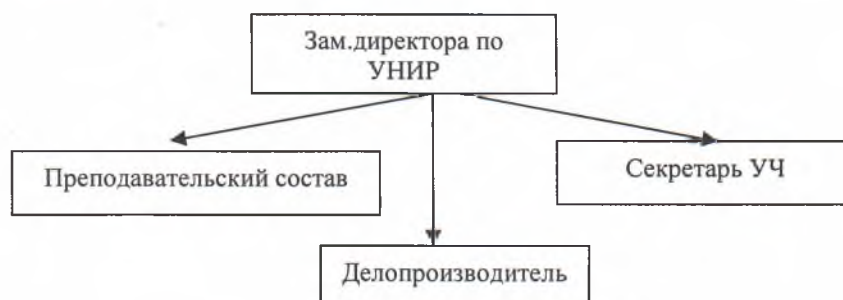 Зам.директора по
УНИР
Преподавательский состав
Секретарь УЧ
Делопроизводитель